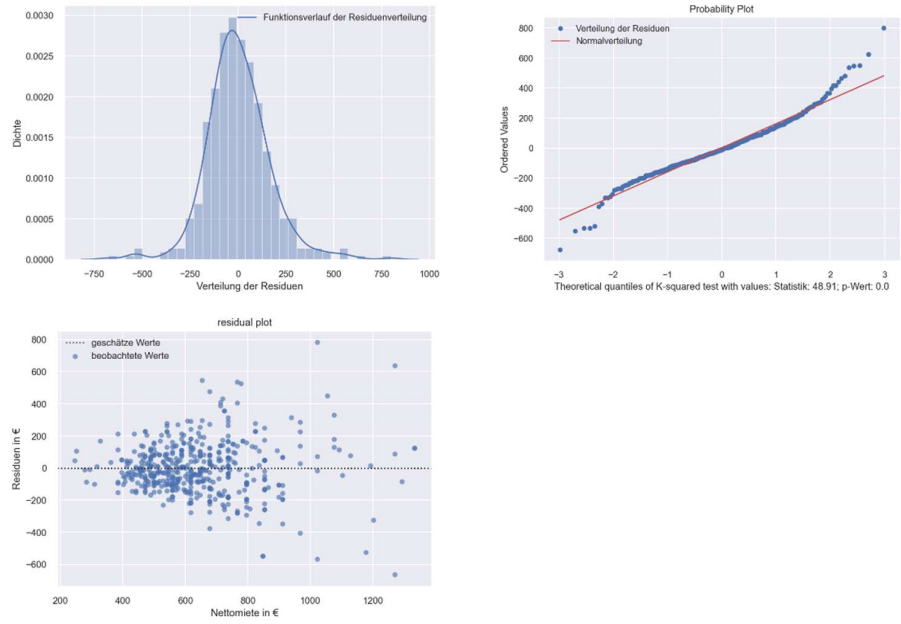 Funktionsverlauf der Residuenverteilung
0.0030
0.0025
0.0020
0.0015
0.0010
0.0005
0.0000
Dichte
−750 −500 −250 0 250 500 750 1000
Verteilung der Residuen
Probability Plot
Verteilung der Residuen
Normalverteilung
800
600
400
200
0
−200
−400
−600
Ordered Values
−3 −2 −1 0 1 2 3
Theoretical quantiles of K-squared test with values: Statistik: 48.91; p-Wert: 0.0
residual plot
geschätze Werte
beobachtete Werte
800
600
400
200
0
−200
−400
−600
Residuen in €
200 400 600 800 1000 1200
Nettomiete in €